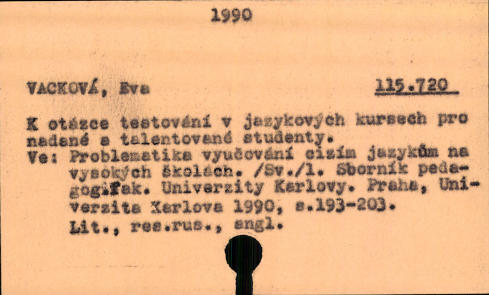 1990
VACKOVÁ, Eva 115.720
K otázce testování v jazykových kursech pro
nadané a talentované studenty.
Ve: Problematika vyučování cizím jazykům na
vysokých školách. /Sv./1. Sborník peda-
gog.fak. Univerzity Karlovy. Praha, Uni-
verzita Karlova 1990, s.193-203.
Lit., res.rus., angl.